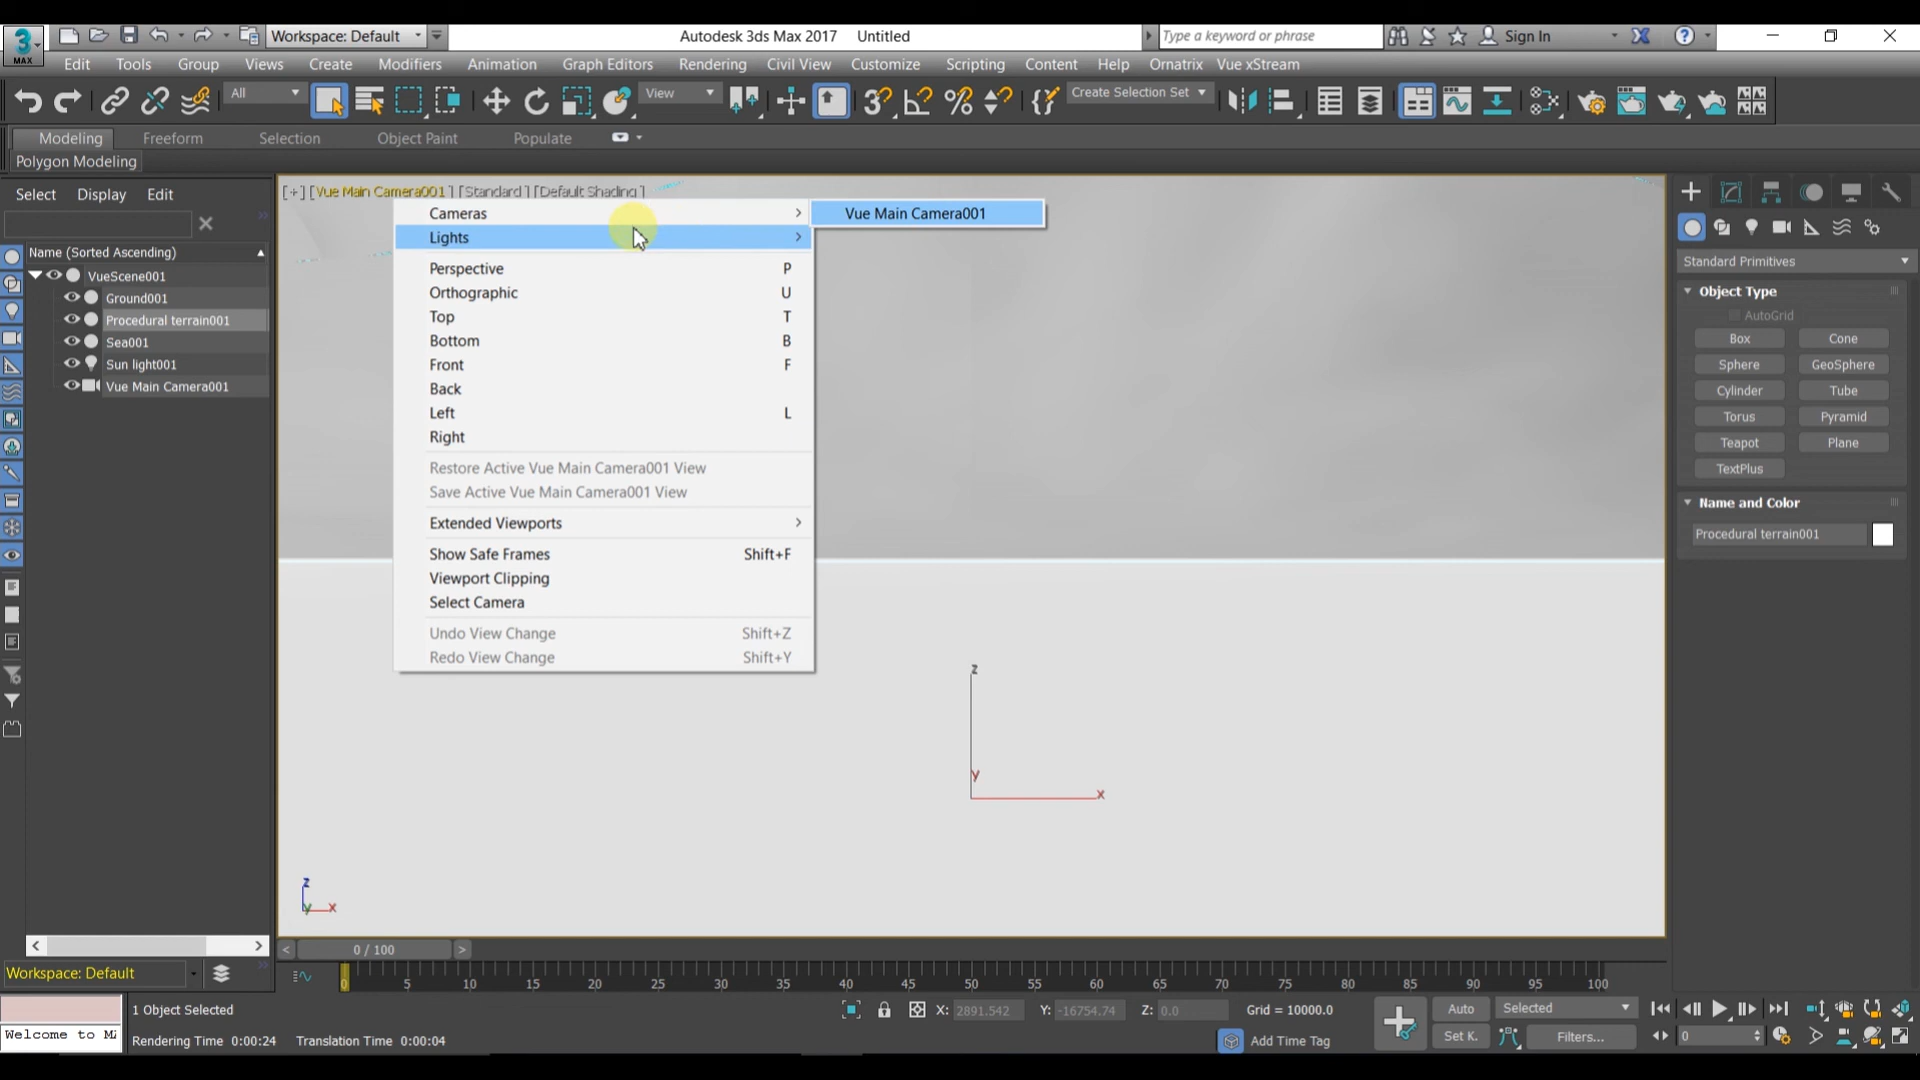 3
MAX
Workspace: Default
Autodesk 3ds Max 2017 Untitled
Type a keyword or phrase
Sign In
Edit Tools Group Views Create Modifiers Animation Graph Editors Rendering Civil View Customize Scripting Content Help Ornatrix Vue xStream
All
View
Create Selection Set
Modeling Freeform Selection Object Paint Populate
Polygon Modeling
Select Display Edit
Name (Sorted Ascending)
VueScene001
Ground001
Procedural terrain001
Sea001
Sun light001
Vue Main Camera001
[+] [Vue Main Camera001] [Standard] [Default Shading]
Cameras
Vue Main Camera001
Lights
Perspective P
Orthographic U
Top T
Bottom B
Front F
Back
Left L
Right
Restore Active Vue Main Camera001 View
Save Active Vue Main Camera001 View
Extended Viewports
Show Safe Frames Shift+F
Viewport Clipping
Select Camera
Undo View Change Shift+Z
Redo View Change Shift+Y
z
y
x
z
y x
Standard Primitives
Object Type
AutoGrid
Box Cone
Sphere GeoSphere
Cylinder Tube
Torus Pyramid
Teapot Plane
TextPlus
Name and Color
Procedural terrain001
0 / 100
Workspace: Default
0 5 10 15 20 25 30 35 40 45 50 55 60 65 70 75 80 85 90 95 100
1 Object Selected
X: 2891.542 Y: -16754.74 Z: 0.0 Grid = 10000.0
Auto Selected
Welcome to M
Rendering Time 0:00:24 Translation Time 0:00:04
Add Time Tag
Set K. Filters...
0